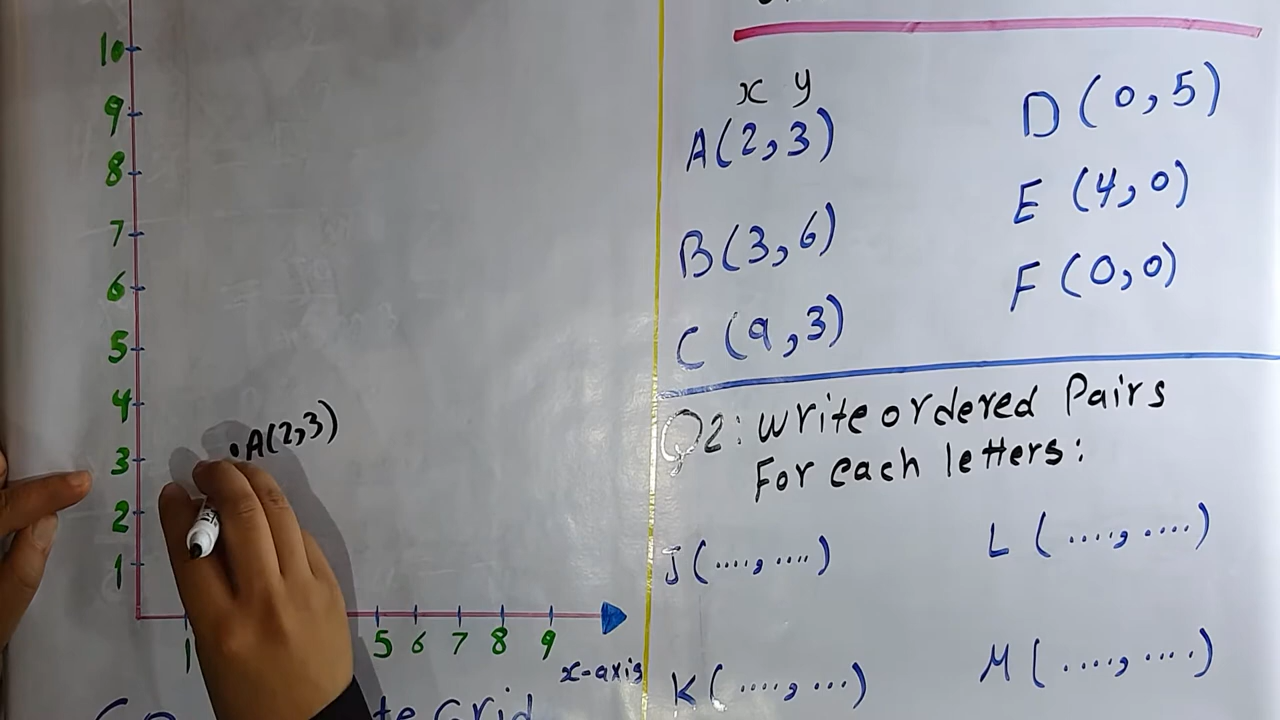 10
9
8
7
6
5
4
3
2
1
A(2,3)
1 5 6 7 8 9
x-axis
Grid
x y
A(2,3)
B(3,6)
C(9,3)
D(0,5)
E(4,0)
F(0,0)
Q2: Write ordered Pairs
For each letters:
J(....,....)
K(....,...)
L(....,....)
M(....,....)